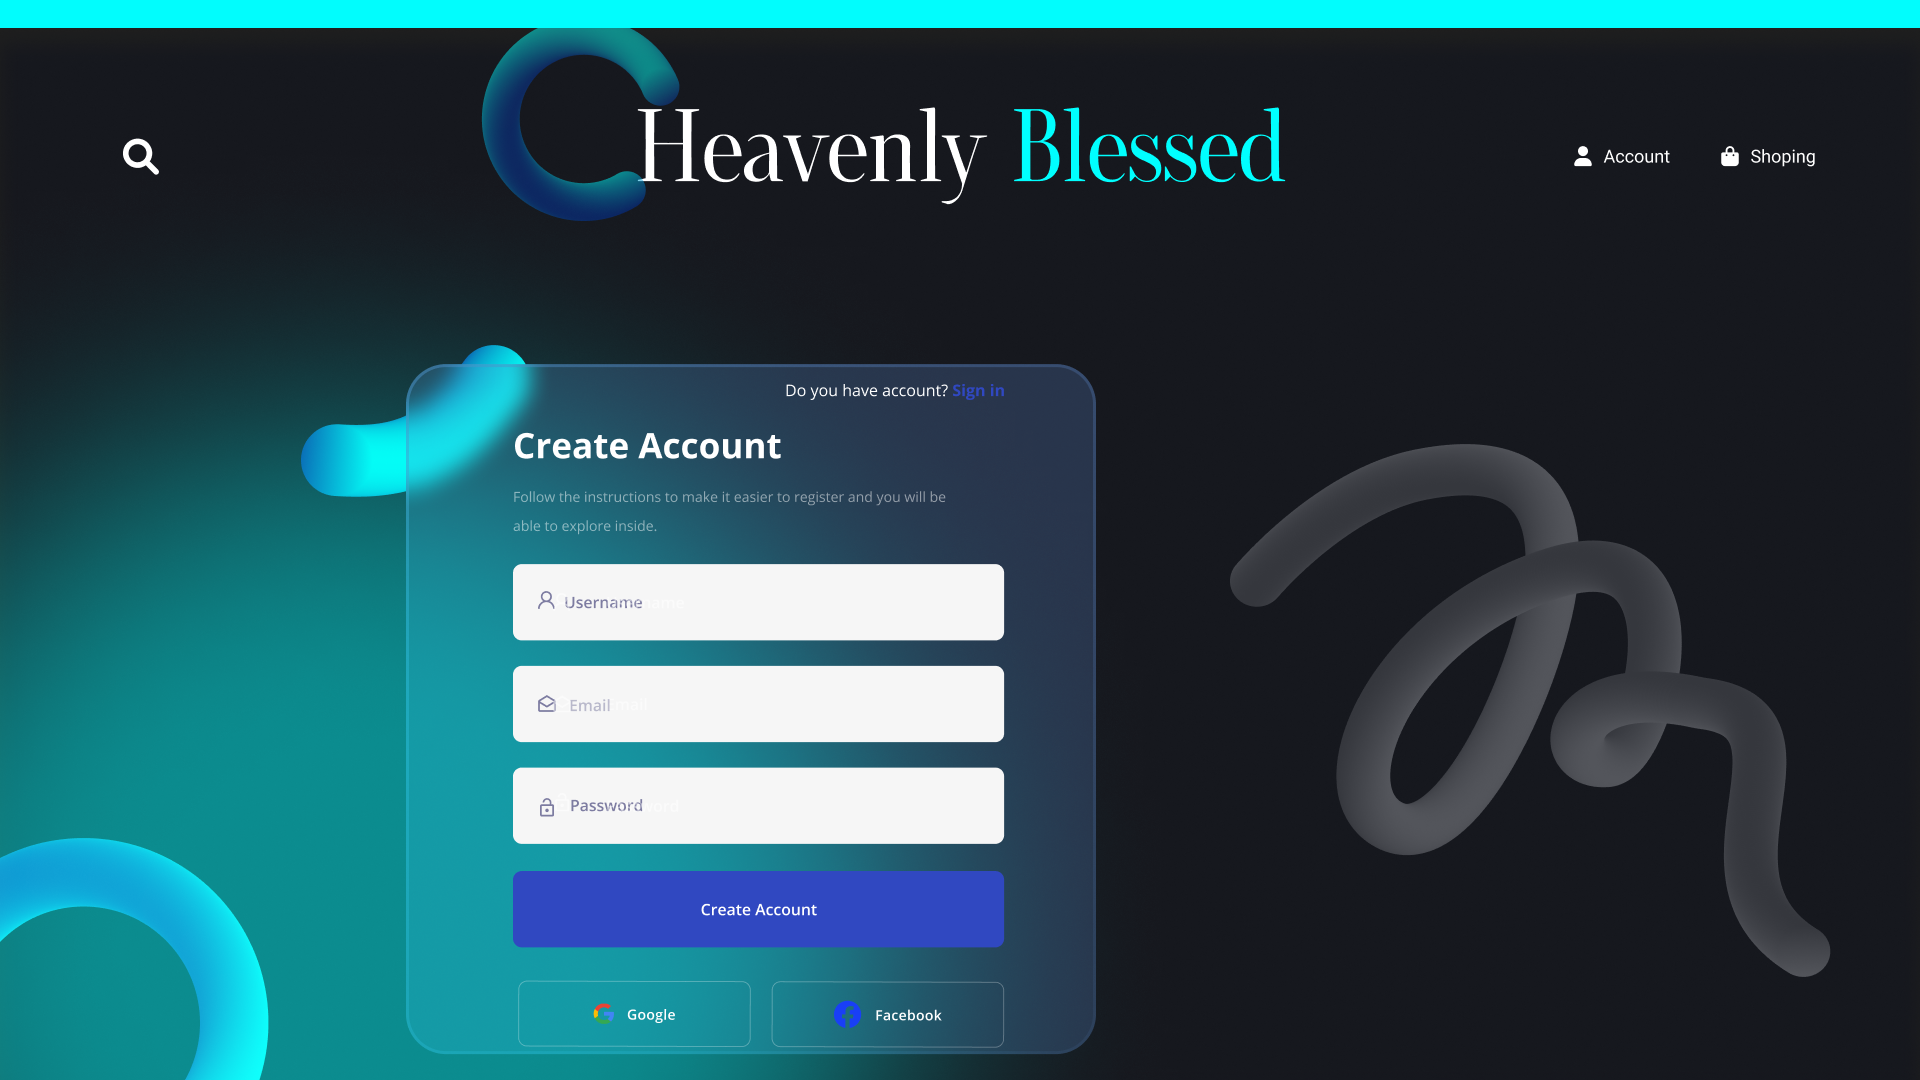 Heavenly Blessed
Account
Shoping
Do you have account? Sign in
Create Account
Follow the instructions to make it easier to register and you will be
able to explore inside.
Username
Email
Password
Create Account
Google
Facebook